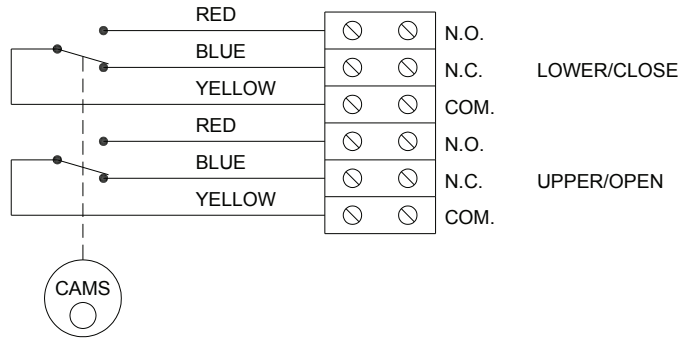 RED
N.O.
BLUE
N.C. LOWER/CLOSE
YELLOW
COM.
RED
N.O.
BLUE
N.C. UPPER/OPEN
YELLOW
COM.
CAMS